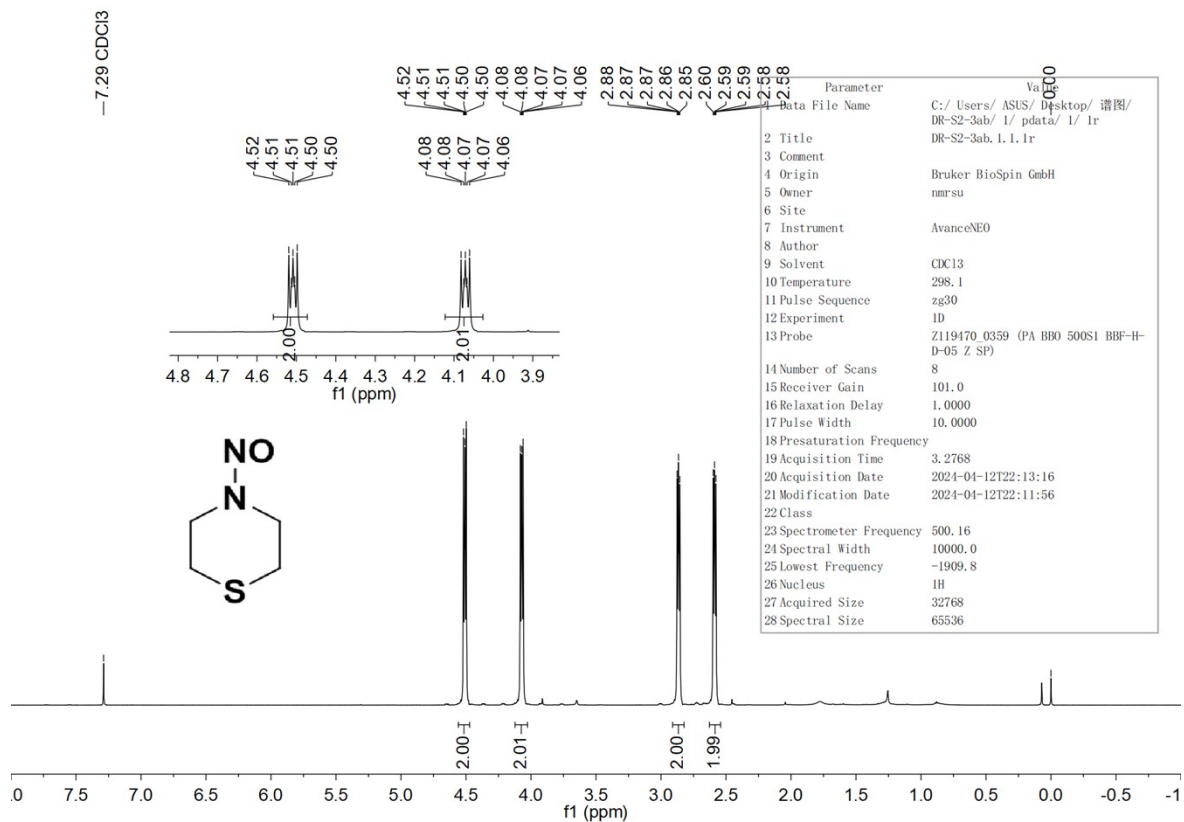 7.29 CDCl3
4.52
4.51
4.51
4.50
4.50
4.08
4.08
4.07
4.07
4.06
2.88
2.87
2.87
2.86
2.85
2.60
2.59
2.59
2.58
2.58
0.00
4.52
4.51
4.51
4.50
4.50
4.08
4.08
4.07
4.07
4.06
2.00
2.01
4.8 4.7 4.6 4.5 4.4 4.3 4.2 4.1 4.0 3.9
f1 (ppm)
NO
N
S
Parameter Value
1 Data File Name C:/ Users/ ASUS/ Desktop/ 谱图/
DR-S2-3ab/ 1/ pdata/ 1/ 1r
2 Title DR-S2-3ab.1.1.1r
3 Comment
4 Origin Bruker BioSpin GmbH
5 Owner nmrsu
6 Site
7 Instrument AvanceNEO
8 Author
9 Solvent CDCl3
10 Temperature 298.1
11 Pulse Sequence zg30
12 Experiment 1D
13 Probe Z119470_0359 (PA BBO 500S1 BBF-H-
D-05 Z SP)
14 Number of Scans 8
15 Receiver Gain 101.0
16 Relaxation Delay 1.0000
17 Pulse Width 10.0000
18 Presaturation Frequency
19 Acquisition Time 3.2768
20 Acquisition Date 2024-04-12T22:13:16
21 Modification Date 2024-04-12T22:11:56
22 Class
23 Spectrometer Frequency 500.16
24 Spectral Width 10000.0
25 Lowest Frequency -1909.8
26 Nucleus 1H
27 Acquired Size 32768
28 Spectral Size 65536
2.00
2.01
2.00
1.99
.0 7.5 7.0 6.5 6.0 5.5 5.0 4.5 4.0 3.5 3.0 2.5 2.0 1.5 1.0 0.5 0.0 -0.5 -1
f1 (ppm)